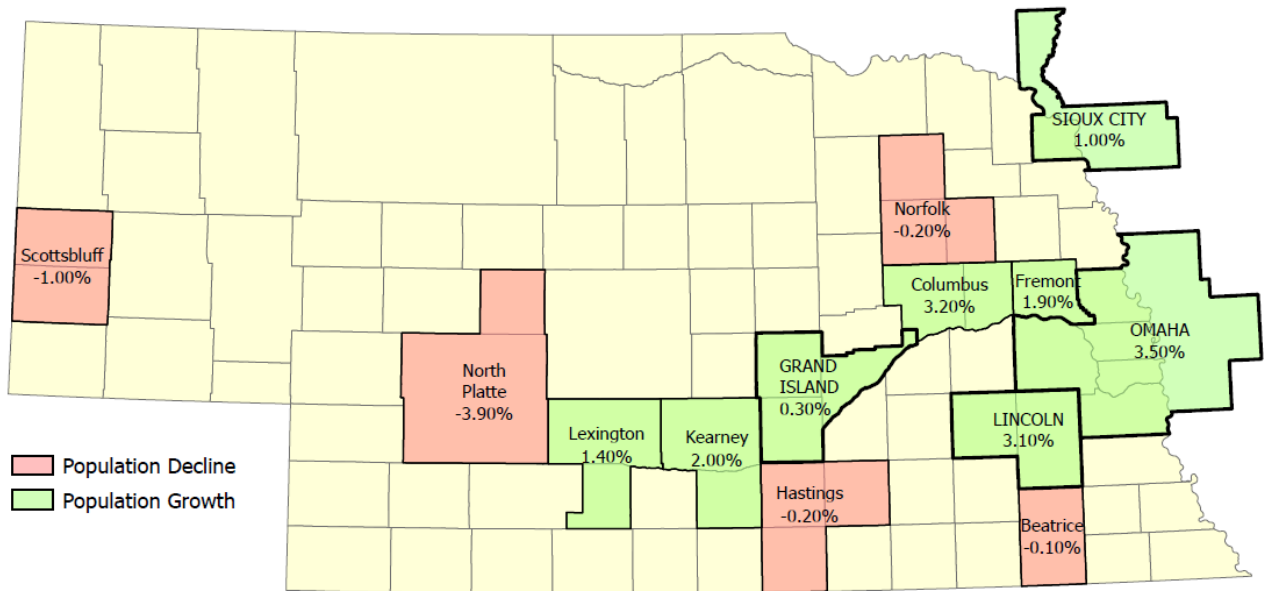 SIOUX CITY
1.00%
Norfolk
-0.20%
Scottsbluff
-1.00%
Columbus
3.20%
Fremont
1.90%
OMAHA
3.50%
North
Platte
-3.90%
GRAND
ISLAND
0.30%
LINCOLN
3.10%
Lexington
1.40%
Kearney
2.00%
Hastings
-0.20%
Beatrice
-0.10%
Population Decline
Population Growth